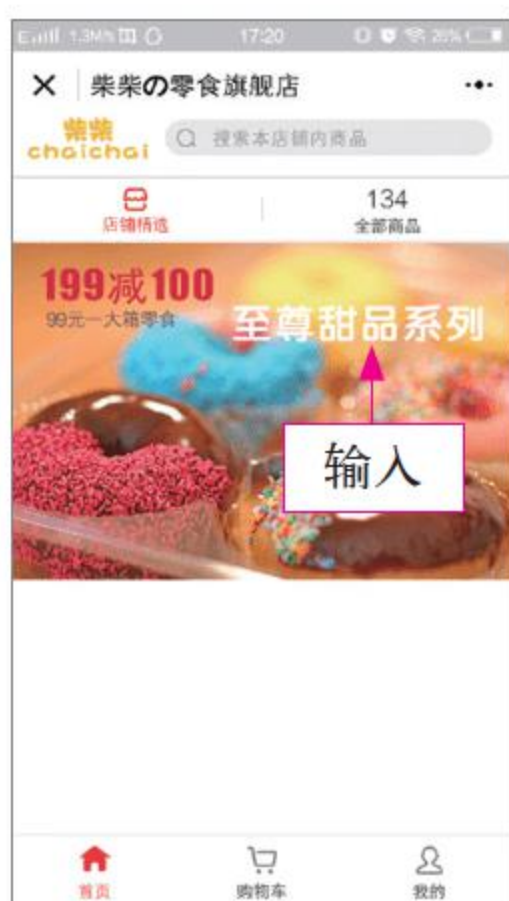 1.3M/s 17:20 26%
柴柴の零食旗舰店
柴柴
chaichai
搜索本店铺内商品
店铺精选
134
全部商品
199减100
99元一大箱零食
至尊甜品系列
输入
首页 购物车 我的